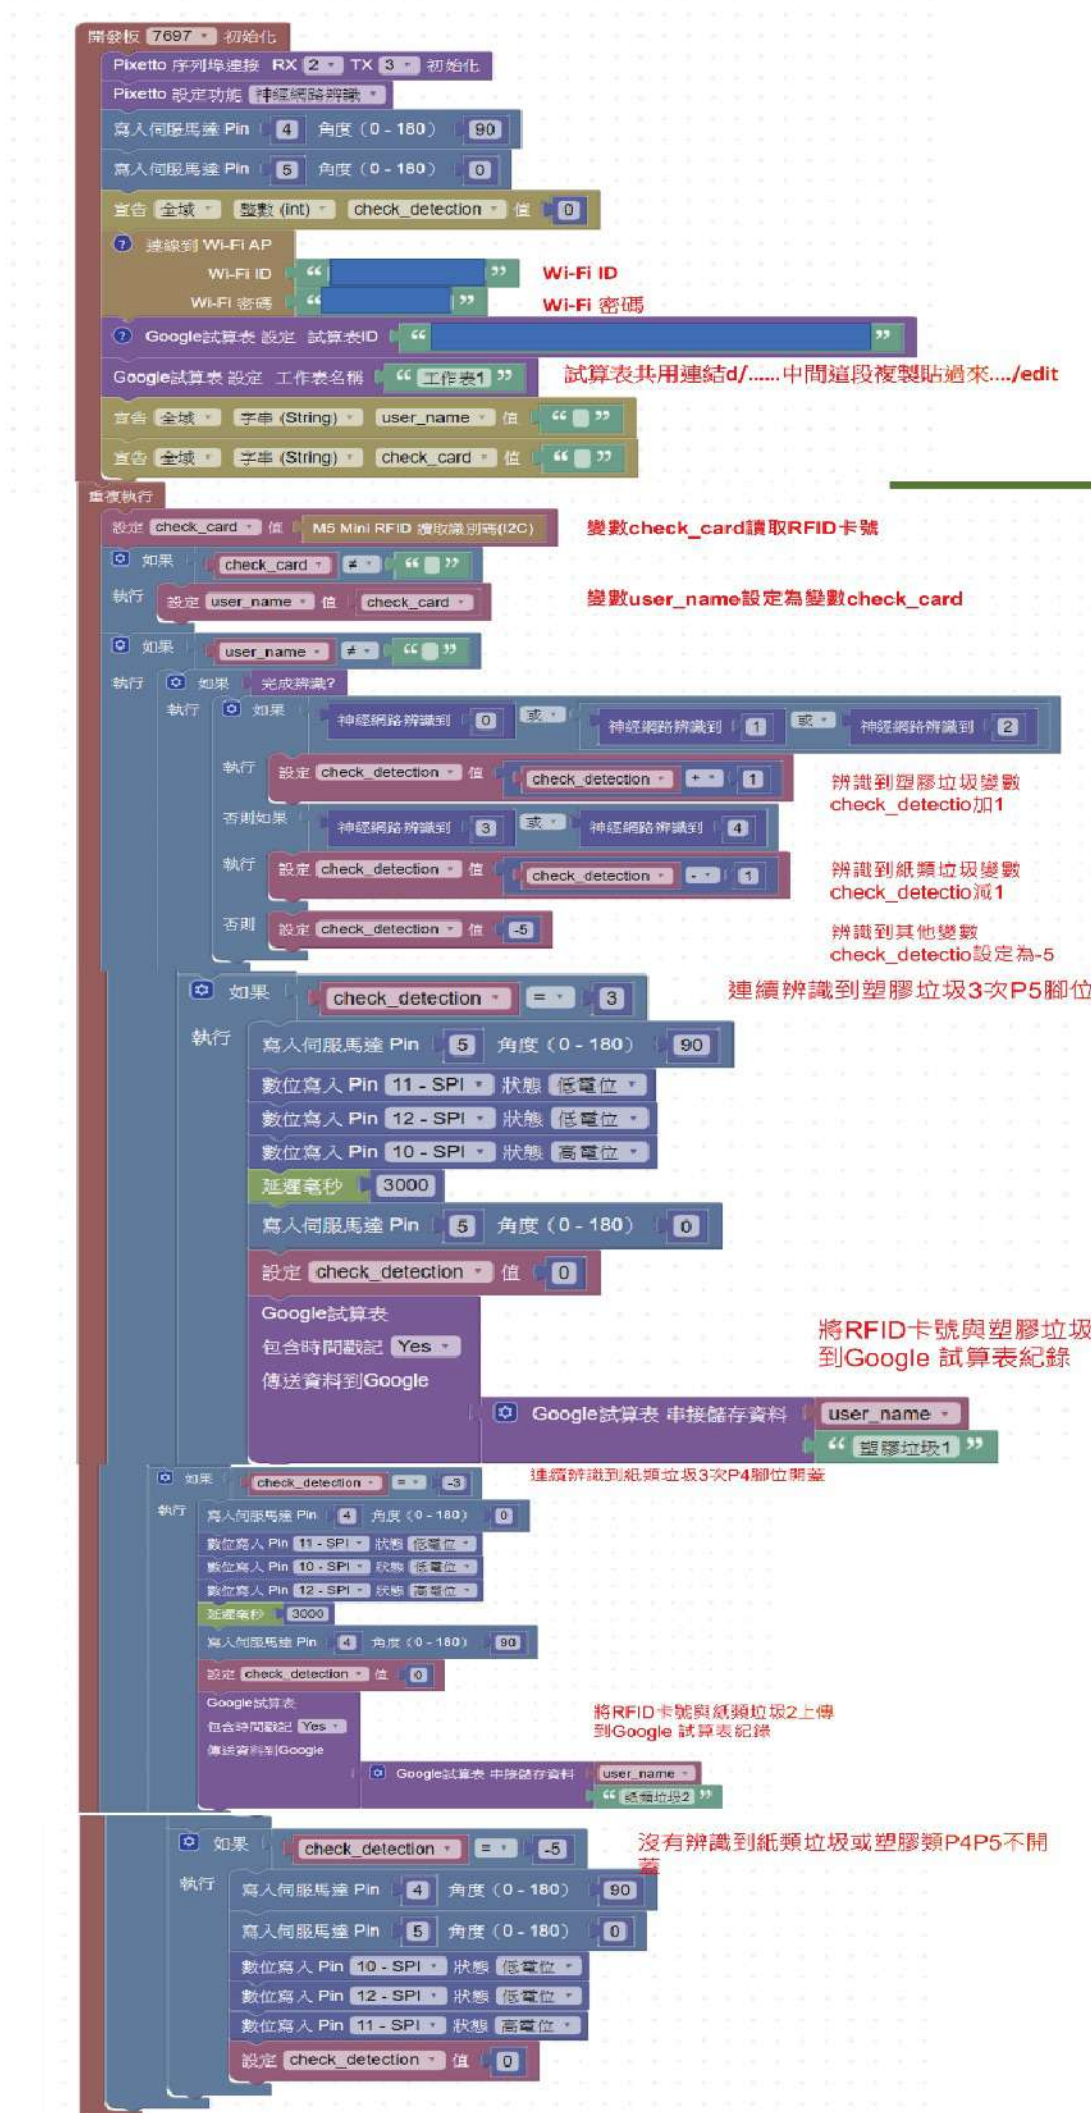 開發板 7697 初始化
Pixetto 序列埠連接 RX 2 TX 3 初始化
Pixetto 設定功能 神經網路辨識
寫入伺服馬達 Pin 4 角度（0-180） 90
寫入伺服馬達 Pin 5 角度（0-180） 0
宣告 全域 整數 (int) check_detection 值 0
? 連線到 Wi-Fi AP
Wi-Fi ID “ ” Wi-Fi ID
Wi-Fi 密碼 “ ” Wi-Fi 密碼
? Google試算表 設定 試算表ID “ ”
Google試算表 設定 工作表名稱 “ 工作表1 ” 試算表共用連結d/......中間這段複製貼過來..../edit
宣告 全域 字串 (String) user_name 值 “ ”
宣告 全域 字串 (String) check_card 值 “ ”
重複執行
設定 check_card 值 M5 Mini RFID 讀取識別碼(I2C) 變數check_card讀取RFID卡號
如果 check_card ≠ “ ”
執行 設定 user_name 值 check_card 變數user_name設定為變數check_card
如果 user_name ≠ “ ”
執行 如果 完成辨識?
執行 如果 神經網路辨識到 0 或 神經網路辨識到 1 或 神經網路辨識到 2
執行 設定 check_detection 值 check_detection + 1 辨識到塑膠垃圾變數
check_detectio加1
否則如果 神經網路辨識到 3 或 神經網路辨識到 4
執行 設定 check_detection 值 check_detection - 1 辨識到紙類垃圾變數
check_detectio減1
否則 設定 check_detection 值 -5 辨識到其他變數
check_detectio設定為-5
如果 check_detection = 3 連續辨識到塑膠垃圾3次P5腳位
執行 寫入伺服馬達 Pin 5 角度（0-180） 90
數位寫入 Pin 11 - SPI 狀態 低電位
數位寫入 Pin 12 - SPI 狀態 低電位
數位寫入 Pin 10 - SPI 狀態 高電位
延遲毫秒 3000
寫入伺服馬達 Pin 5 角度（0-180） 0
設定 check_detection 值 0
Google試算表
包含時間戳記 Yes
傳送資料到Google
將RFID卡號與塑膠垃圾
到Google 試算表紀錄
Google試算表 串接儲存資料 user_name
“ 塑膠垃圾1 ”
如果 check_detection = -3 連續辨識到紙類垃圾3次P4腳位開蓋
執行 寫入伺服馬達 Pin 4 角度（0-180） 0
數位寫入 Pin 11 - SPI 狀態 低電位
數位寫入 Pin 10 - SPI 狀態 低電位
數位寫入 Pin 12 - SPI 狀態 高電位
延遲毫秒 3000
寫入伺服馬達 Pin 4 角度（0-180） 90
設定 check_detection 值 0
Google試算表
包含時間戳記 Yes
傳送資料到Google
將RFID卡號與紙類垃圾2上傳
到Google 試算表紀錄
Google試算表 串接儲存資料 user_name
“ 紙類垃圾2 ”
如果 check_detection = -5 沒有辨識到紙類垃圾或塑膠類P4P5不開
蓋
執行 寫入伺服馬達 Pin 4 角度（0-180） 90
寫入伺服馬達 Pin 5 角度（0-180） 0
數位寫入 Pin 10 - SPI 狀態 低電位
數位寫入 Pin 12 - SPI 狀態 低電位
數位寫入 Pin 11 - SPI 狀態 高電位
設定 check_detection 值 0